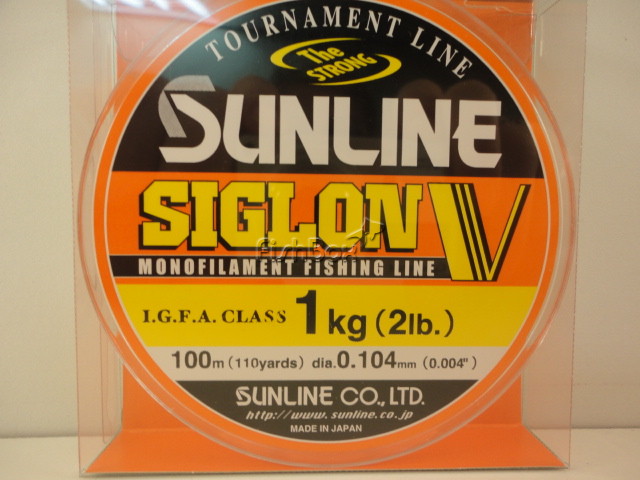 TOURNAMENT LINE
The
STRONG
SUNLINE
SIGLON V
FishBox
MONOFILAMENT FISHING LINE
I.G.F.A. CLASS 1kg (2lb.)
100m (110yards) dia.0.104mm (0.004")
SUNLINE CO., LTD.
http://www.sunline.co.jp
MADE IN JAPAN